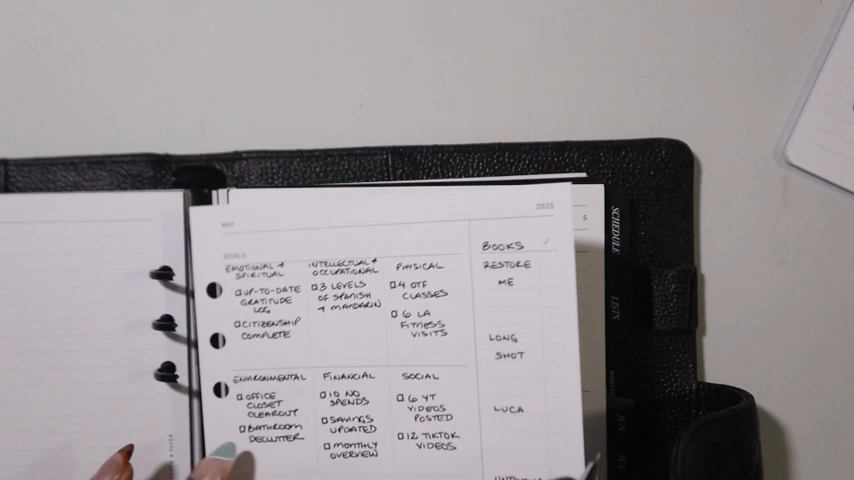 MAY 2025
GOALS
EMOTIONAL + SPIRITUAL
UP-TO-DATE
GRATITUDE
LOG
CITIZENSHIP
COMPLETE
INTELLECTUAL +
OCCUPATIONAL
3 LEVELS
OF SPANISH
+ MANDARIN
PHYSICAL
4 OTF
CLASSES
6 LA
FITNESS
VISITS
ENVIRONMENTAL
OFFICE
CLOSET
CLEAROUT
BATHROOM
DECLUTTER
FINANCIAL
10 NO
SPENDS
SAVINGS
UPDATED
MONTHLY
OVERVIEW
SOCIAL
6 YT
VIDEOS
POSTED
12 TIKTOK
VIDEOS
BOOKS ✓
RESTORE
ME
LONG
SHOT
LUCA
5
SCHEDULE
LISTS
JUN
JUL